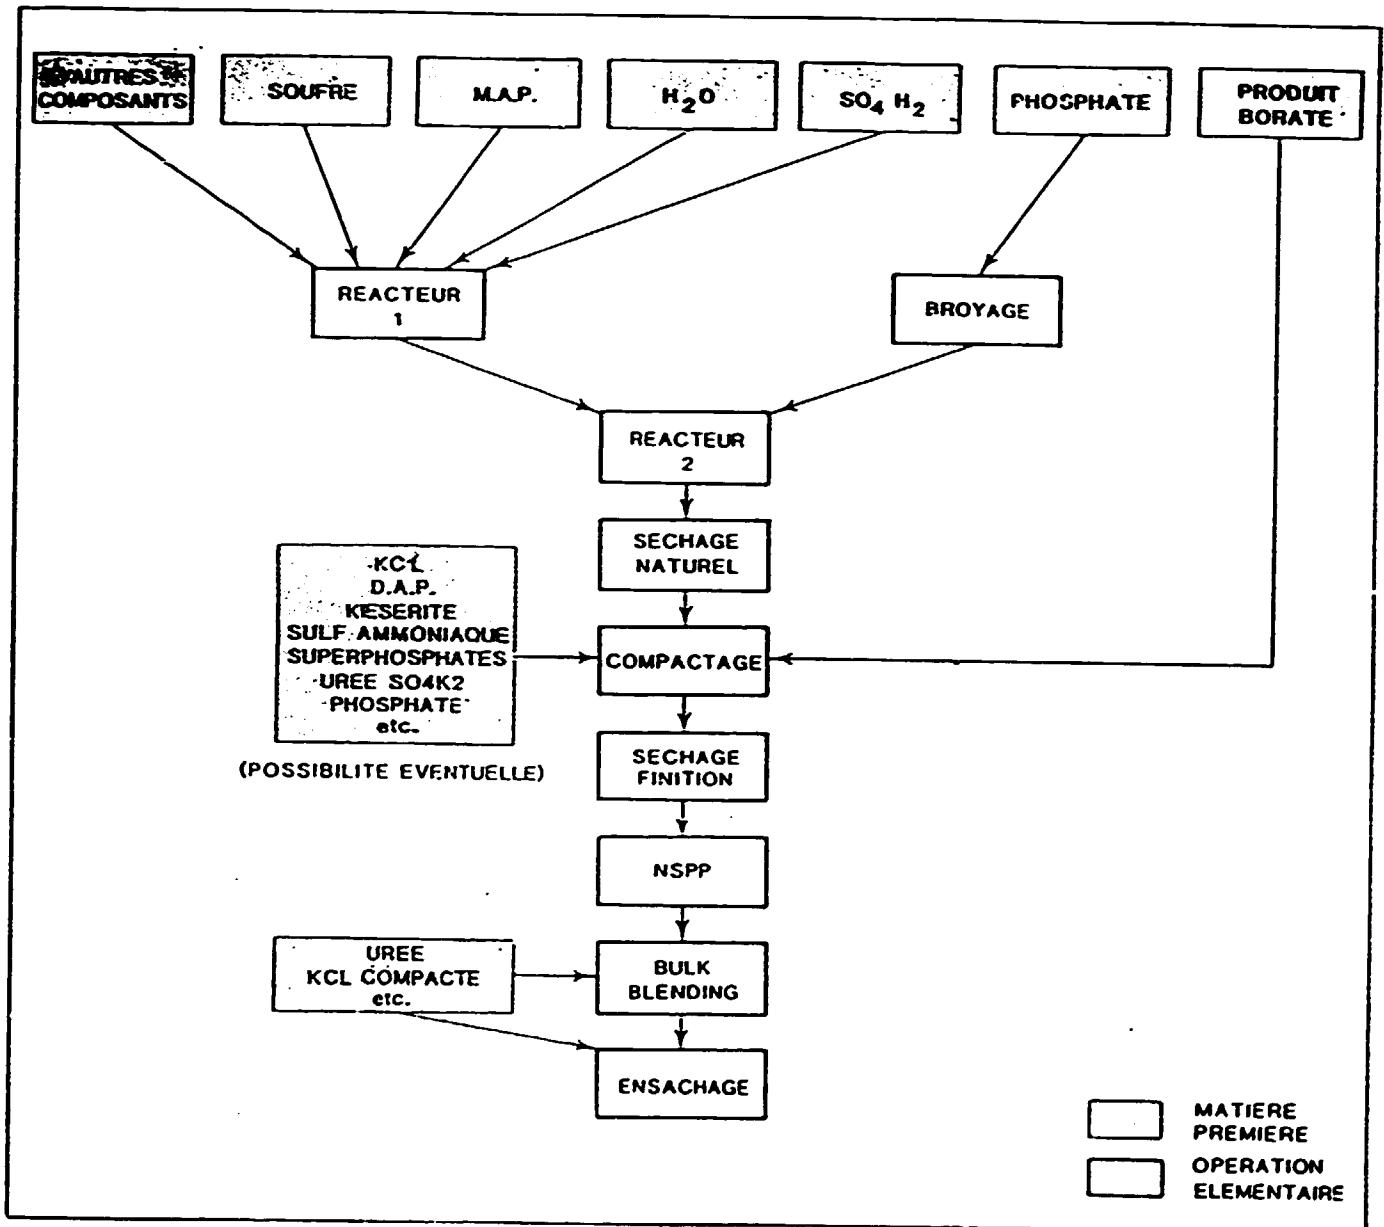 AUTRES
COMPOSANTS
SOUFRE
M.A.P.
H₂O
SO₄ H₂
PHOSPHATE
PRODUIT
BORATE
REACTEUR
1
BROYAGE
REACTEUR
2
SECHAGE
NATUREL
KCL
D.A.P.
KESERITE
SULF. AMMONIAQUE
SUPERPHOSPHATES
UREE SO4K2
PHOSPHATE
etc.
(POSSIBILITE EVENTUELLE)
COMPACTAGE
SECHAGE
FINITION
NSPP
UREE
KCL COMPACTE
etc.
BULK
BLENDING
ENSACHAGE
MATIERE
PREMIERE
OPERATION
ELEMENTAIRE